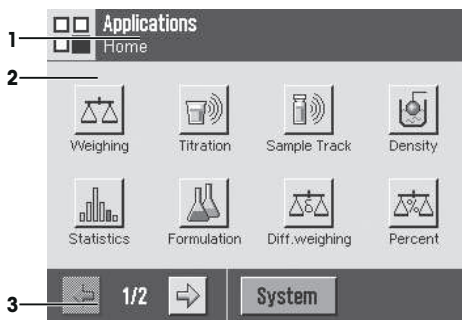 Applications
1
Home
2
Weighing Titration Sample Track Density
Statistics Formulation Diff.weighing Percent
3 1/2 System